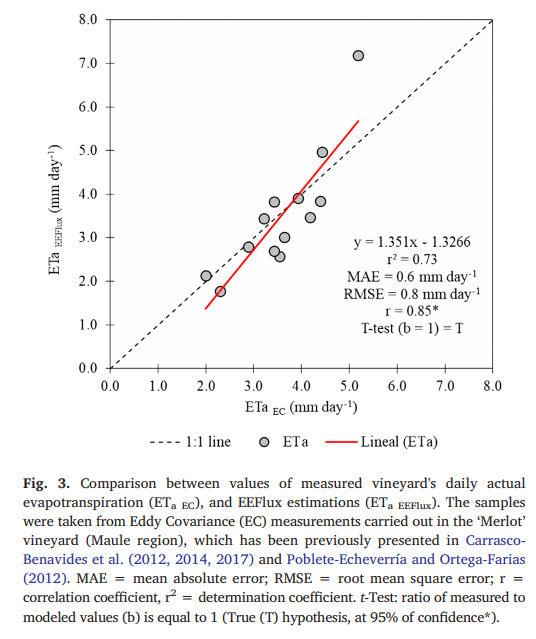 8.0
7.0
6.0
5.0
4.0
3.0
2.0
1.0
0.0
ETa EEFlux (mm day-1)
y = 1.351x - 1.3266
r2 = 0.73
MAE = 0.6 mm day-1
RMSE = 0.8 mm day-1
r = 0.85*
T-test (b = 1) = T
0.0 1.0 2.0 3.0 4.0 5.0 6.0 7.0 8.0
ETa EC (mm day-1)
1:1 line ETa Lineal (ETa)
Fig. 3. Comparison between values of measured vineyard's daily actual
evapotranspiration (ETa EC), and EEFlux estimations (ETa EEFlux). The samples
were taken from Eddy Covariance (EC) measurements carried out in the ‘Merlot’
vineyard (Maule region), which has been previously presented in Carrasco-
Benavides et al. (2012, 2014, 2017) and Poblete-Echeverría and Ortega-Farias
(2012). MAE = mean absolute error; RMSE = root mean square error; r =
correlation coefficient, r2 = determination coefficient. t-Test: ratio of measured to
modeled values (b) is equal to 1 (True (T) hypothesis, at 95% of confidence*).